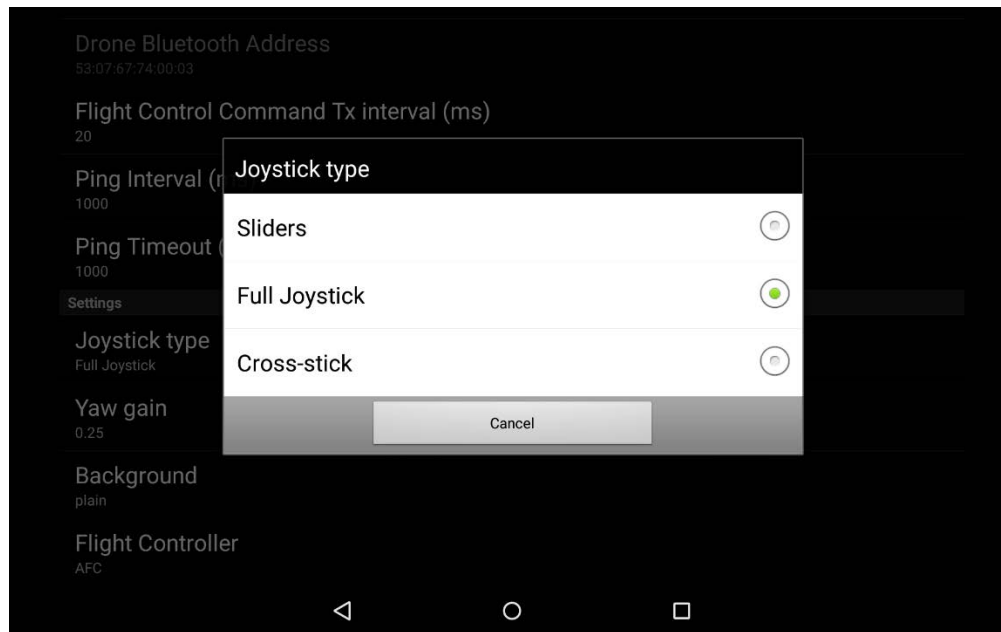 Drone Bluetooth Address
53:07:67:74:00:03
Flight Control Command Tx interval (ms)
20
Ping Interval (
1000
Ping Timeout (
1000
Settings
Joystick type
Full Joystick
Yaw gain
0.25
Background
plain
Flight Controller
AFC
Joystick type
Sliders
Full Joystick
Cross-stick
Cancel